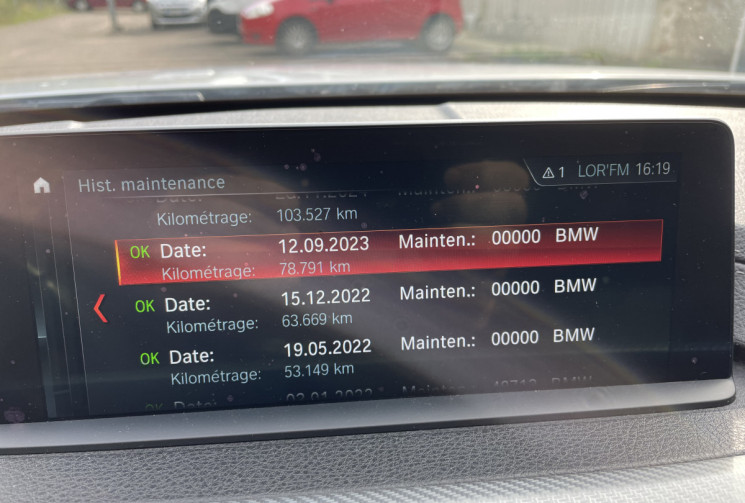 Hist. maintenance
⚠1 LOR'FM 16:19
Kilométrage: 103.527 km
OK Date: 12.09.2023 Mainten.: 00000 BMW
Kilométrage: 78.791 km
OK Date: 15.12.2022 Mainten.: 00000 BMW
Kilométrage: 63.669 km
OK Date: 19.05.2022 Mainten.: 00000 BMW
Kilométrage: 53.149 km